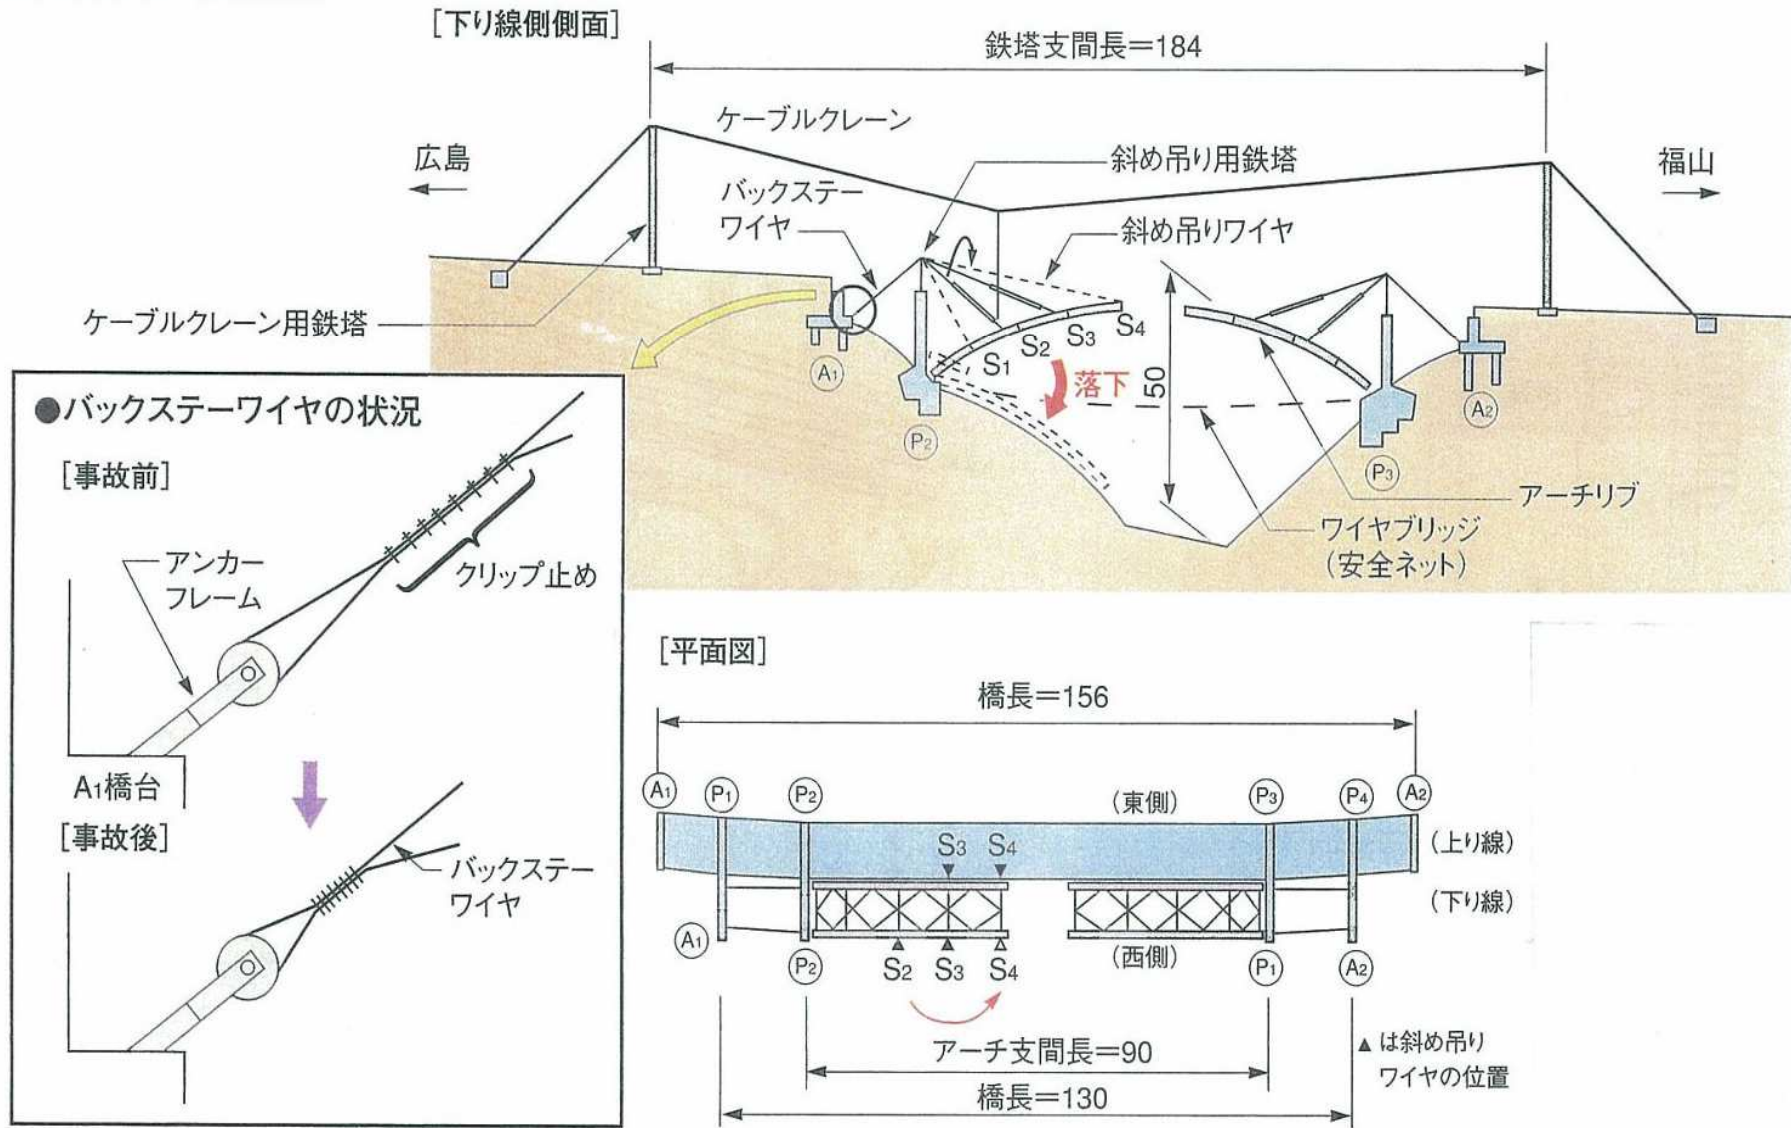 [下り線側側面]
鉄塔支間長=184
ケーブルクレーン
広島
斜め吊り用鉄塔
福山
バックステー
ワイヤ
斜め吊りワイヤ
ケーブルクレーン用鉄塔
S1
S2
S3
S4
落下
50
A1
P2
P3
A2
アーチリブ
ワイヤブリッジ
(安全ネット)
●バックステーワイヤの状況
[事故前]
クリップ止め
アンカー
フレーム
A1橋台
[事故後]
バックステー
ワイヤ
[平面図]
橋長=156
A1
P1
P2
(東側)
P3
P4
A2
S3
S4
(上り線)
(下り線)
A1
P2
S2
S3
S4
(西側)
P1
A2
アーチ支間長=90
橋長=130
▲は斜め吊り
ワイヤの位置